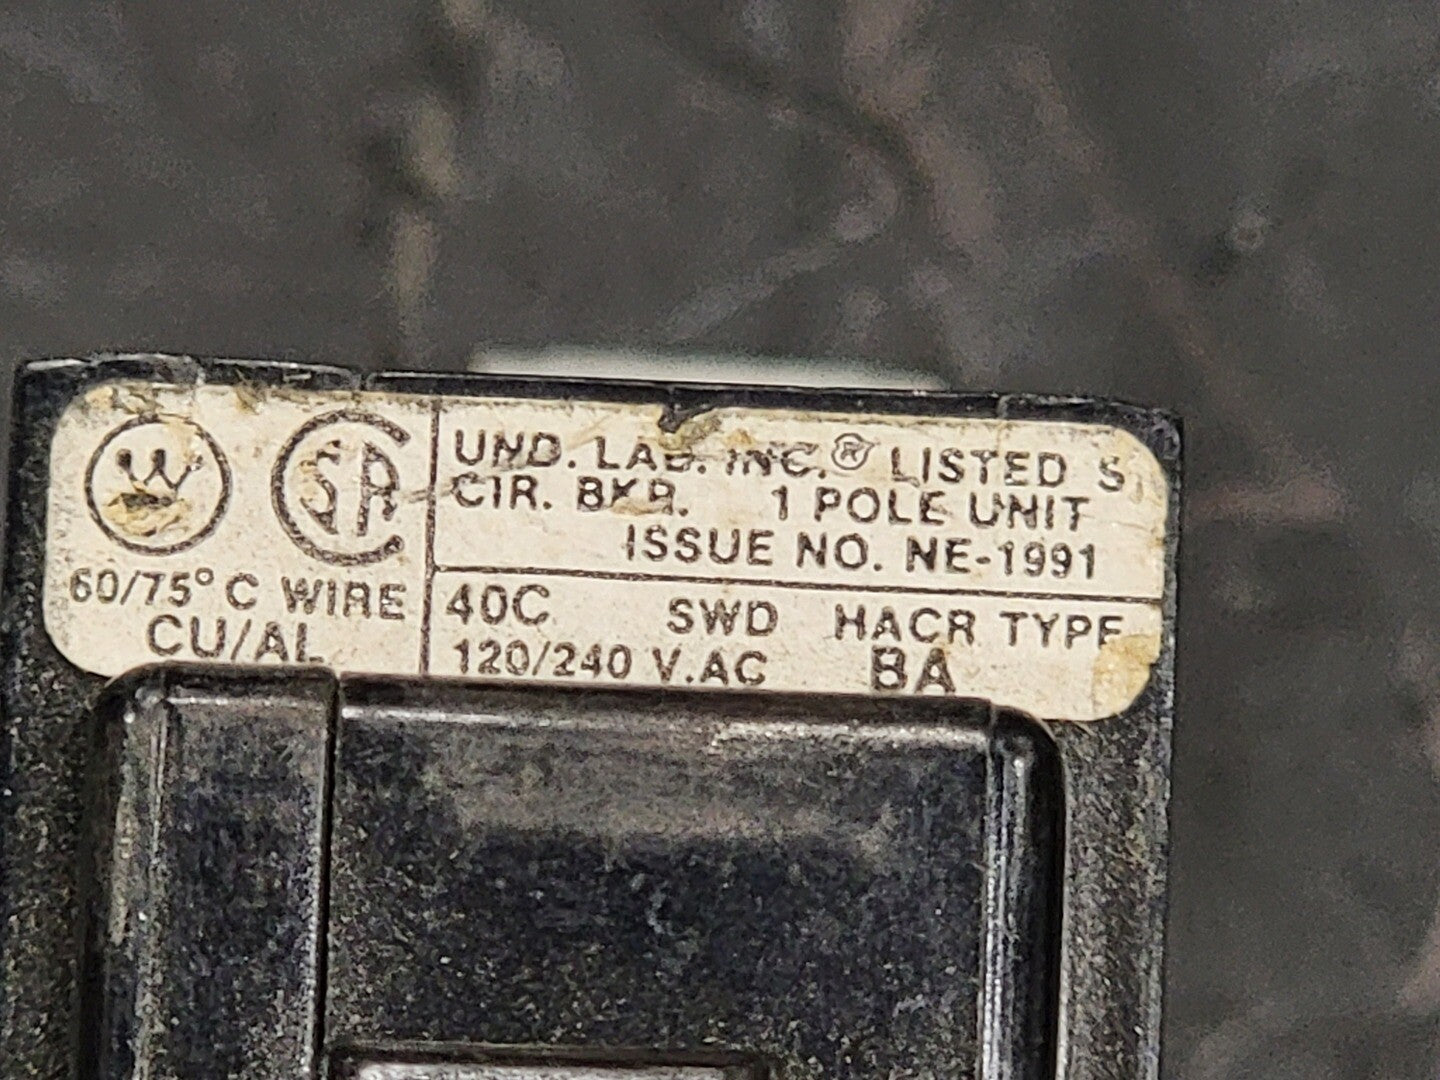 W
SA
60/75° C WIRE
CU/AL
UND. LAB. INC.® LISTED
CIR. BKR. 1 POLE UNIT
ISSUE NO. NE-1991
40C SWD HACR TYPE
120/240 V.AC BA